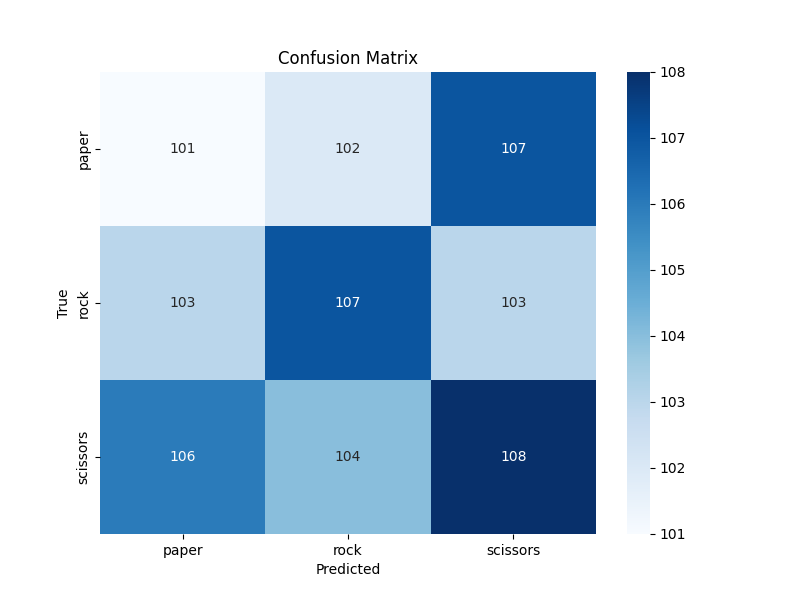 Confusion Matrix
True
paper
101 102 107
rock
103 107 103
scissors
106 104 108
paper rock scissors
Predicted
108
107
106
105
104
103
102
101